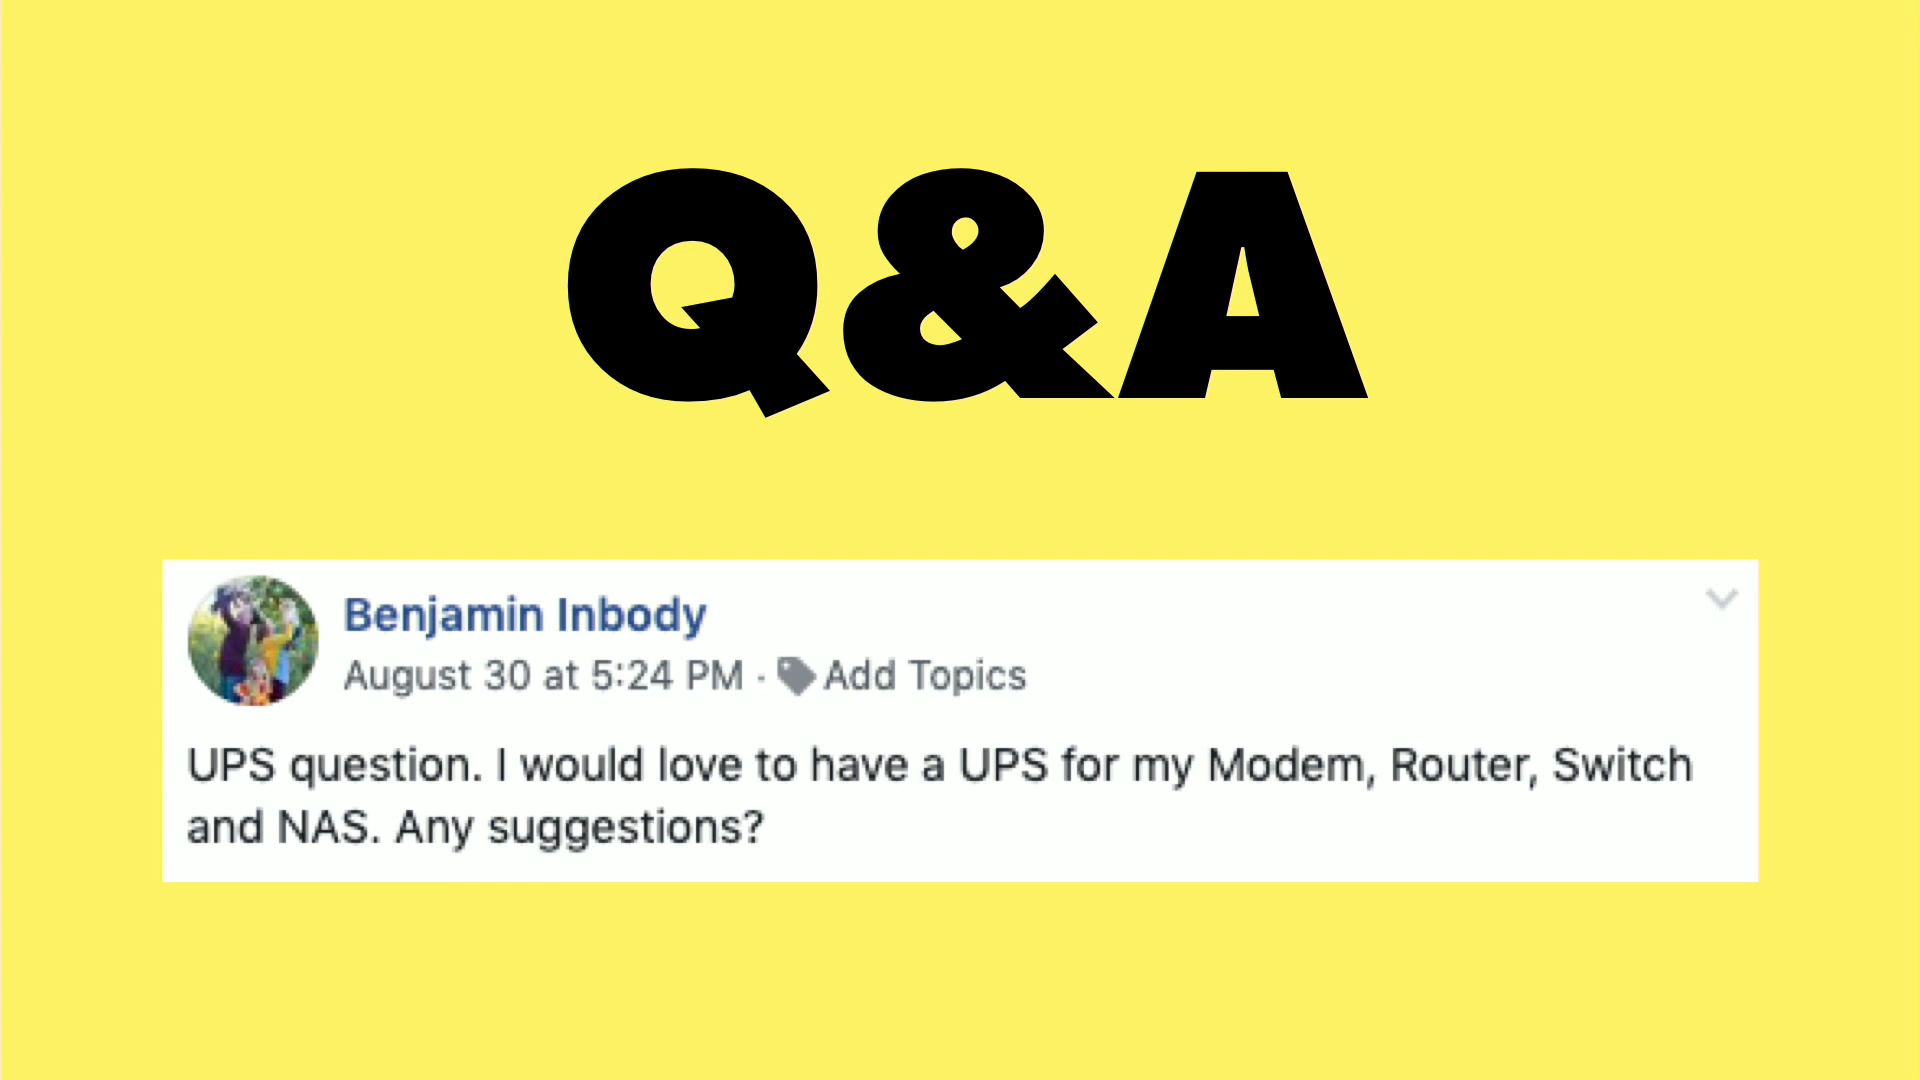 Q&A
Benjamin Inbody
August 30 at 5:24 PM · Add Topics
UPS question. I would love to have a UPS for my Modem, Router, Switch
and NAS. Any suggestions?